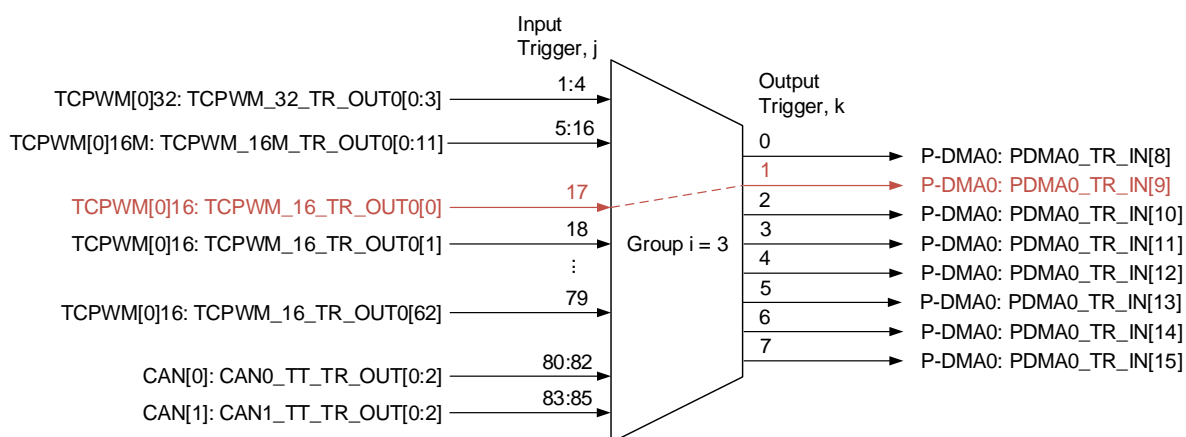 Input
Trigger, j
Output
Trigger, k
TCPWM[0]32: TCPWM_32_TR_OUT0[0:3]
1:4
TCPWM[0]16M: TCPWM_16M_TR_OUT0[0:11]
5:16
TCPWM[0]16: TCPWM_16_TR_OUT0[0]
17
TCPWM[0]16: TCPWM_16_TR_OUT0[1]
18
...
TCPWM[0]16: TCPWM_16_TR_OUT0[62]
79
CAN[0]: CAN0_TT_TR_OUT[0:2]
80:82
CAN[1]: CAN1_TT_TR_OUT[0:2]
83:85
Group i = 3
0
P-DMA0: PDMA0_TR_IN[8]
1
P-DMA0: PDMA0_TR_IN[9]
2
P-DMA0: PDMA0_TR_IN[10]
3
P-DMA0: PDMA0_TR_IN[11]
4
P-DMA0: PDMA0_TR_IN[12]
5
P-DMA0: PDMA0_TR_IN[13]
6
P-DMA0: PDMA0_TR_IN[14]
7
P-DMA0: PDMA0_TR_IN[15]